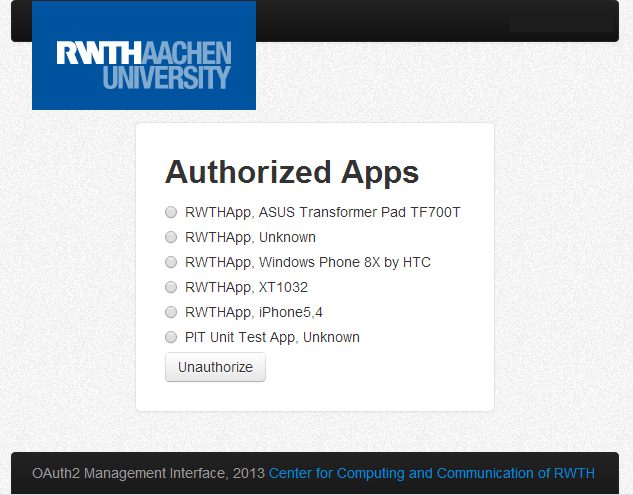 RWTHAACHEN
UNIVERSITY
Authorized Apps
RWTHApp, ASUS Transformer Pad TF700T
RWTHApp, Unknown
RWTHApp, Windows Phone 8X by HTC
RWTHApp, XT1032
RWTHApp, iPhone5,4
PIT Unit Test App, Unknown
Unauthorize
OAuth2 Management Interface, 2013 Center for Computing and Communication of RWTH